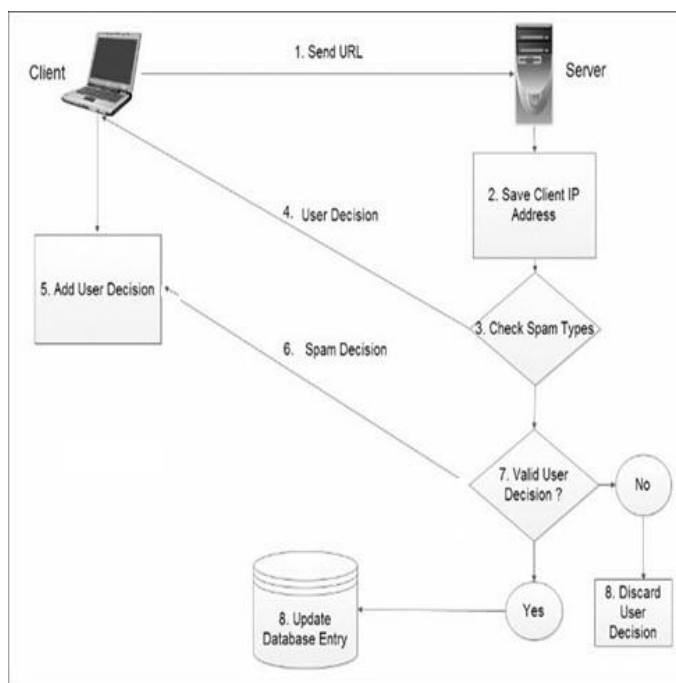 1. Send URL
Client
Server
2. Save Client IP
Address
4. User Decision
5. Add User Decision
3. Check Spam Types
6. Spam Decision
7. Valid User
Decision ?
No
Yes
8. Update
Database Entry
8. Discard
User
Decision